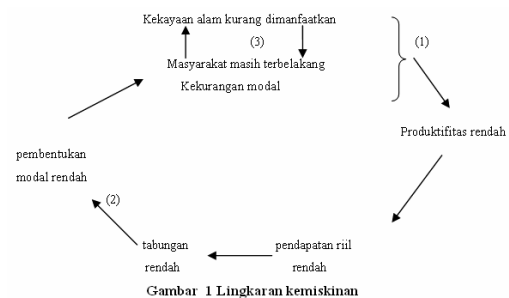 Kekayaan alam kurang dimanfaatkan
(3)
(1)
Masyarakat masih terbelakang
Kekurangan modal
Produktifitas rendah
pembentukan
modal rendah
(2)
tabungan
rendah
pendapatan riil
rendah
Gambar 1 Lingkaran kemiskinan